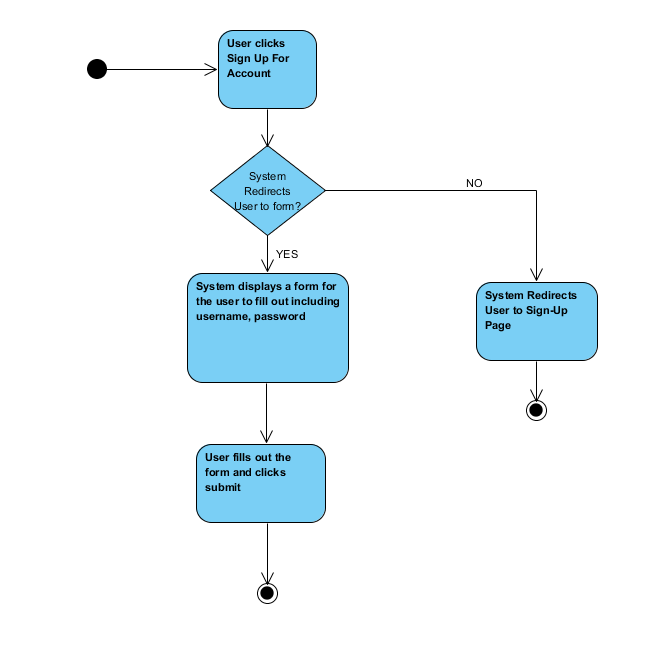 User clicks
Sign Up For
Account
System
Redirects
User to form?
NO
YES
System displays a form for
the user to fill out including
username, password
System Redirects
User to Sign-Up
Page
User fills out the
form and clicks
submit